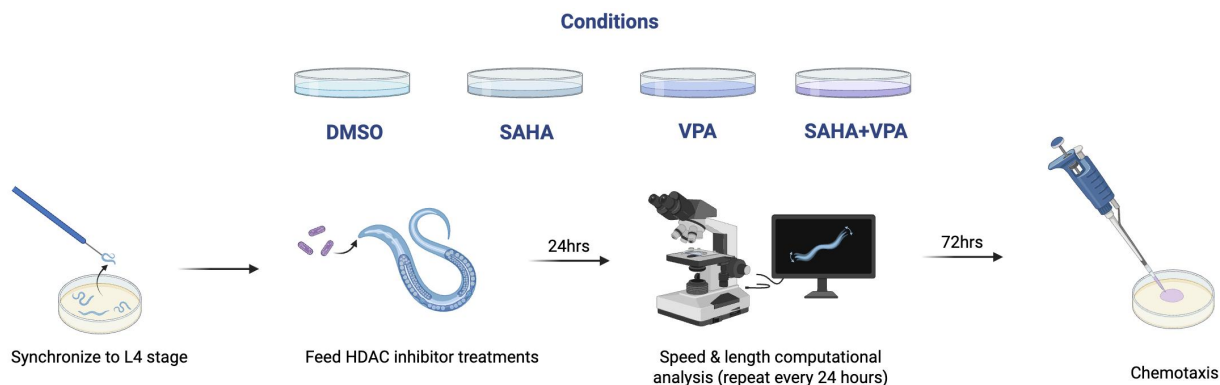 Conditions
DMSO
SAHA
VPA
SAHA+VPA
24hrs
72hrs
Synchronize to L4 stage
Feed HDAC inhibitor treatments
Speed & length computational
analysis (repeat every 24 hours)
Chemotaxis